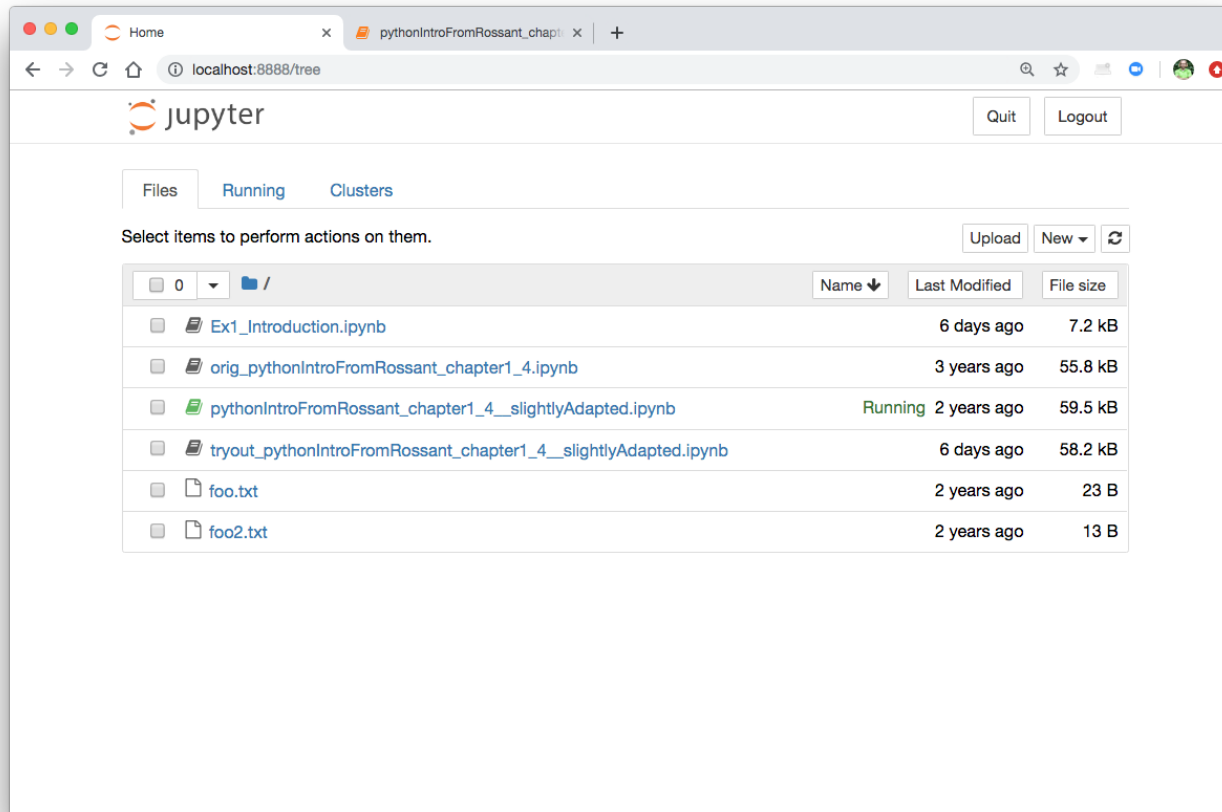 Home pythonIntroFromRossant_chapt
localhost:8888/tree
jupyter Quit Logout
Files Running Clusters
Select items to perform actions on them. Upload New
0 / Name Last Modified File size
Ex1_Introduction.ipynb 6 days ago 7.2 kB
orig_pythonIntroFromRossant_chapter1_4.ipynb 3 years ago 55.8 kB
pythonIntroFromRossant_chapter1_4__slightlyAdapted.ipynb Running 2 years ago 59.5 kB
tryout_pythonIntroFromRossant_chapter1_4__slightlyAdapted.ipynb 6 days ago 58.2 kB
foo.txt 2 years ago 23 B
foo2.txt 2 years ago 13 B